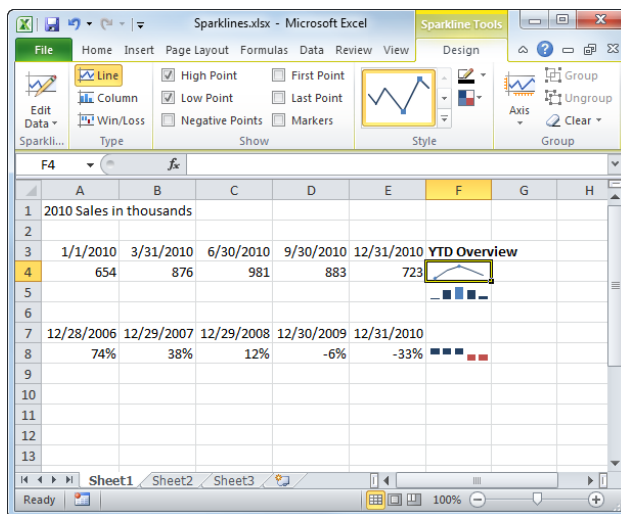 Sparklines.xlsx - Microsoft Excel Sparkline Tools
File Home Insert Page Layout Formulas Data Review View Design
Line High Point First Point Group
Column Low Point Last Point Ungroup
Edit Data Win/Loss Negative Points Markers Axis Clear
Sparkli... Type Show Style Group
F4 fx
A B C D E F G H
1 2010 Sales in thousands
2
3 1/1/2010 3/31/2010 6/30/2010 9/30/2010 12/31/2010 YTD Overview
4 654 876 981 883 723
5
6
7 12/28/2006 12/29/2007 12/29/2008 12/30/2009 12/31/2010
8 74% 38% 12% -6% -33%
9
10
11
12
13
Sheet1 Sheet2 Sheet3
Ready 100%